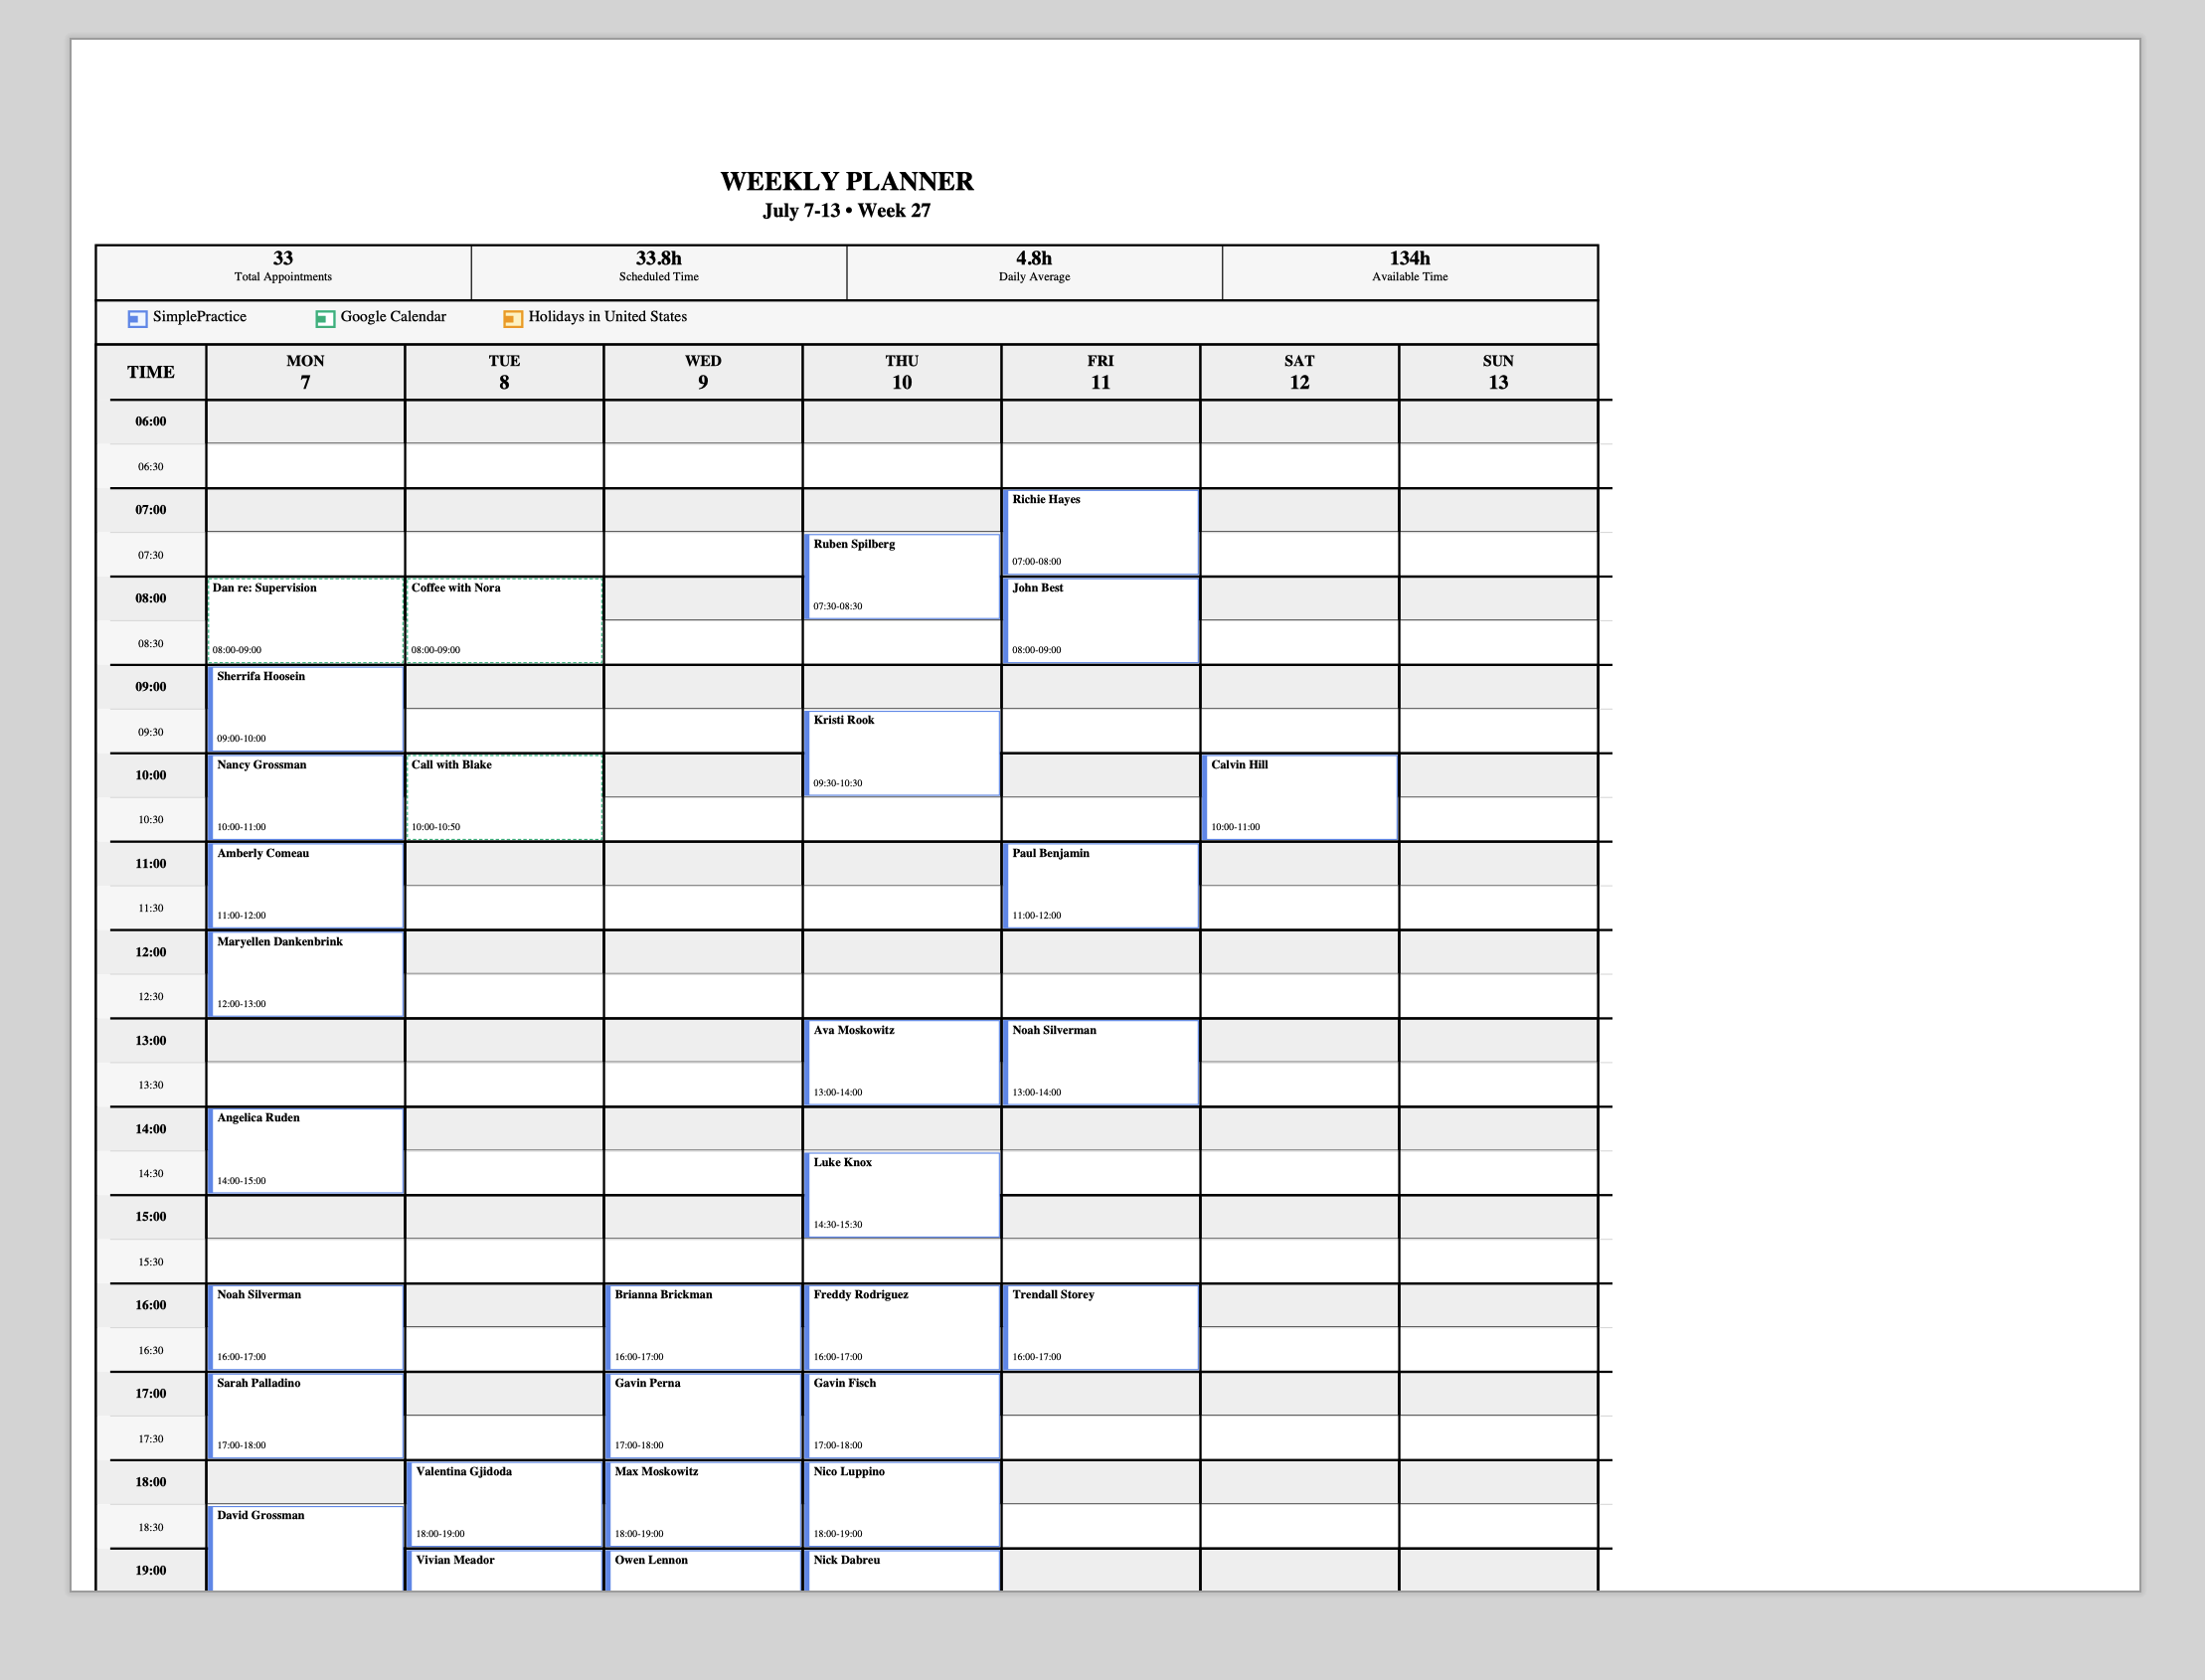 WEEKLY PLANNER
July 7-13 • Week 27
33 33.8h 4.8h 134h
Total Appointments Scheduled Time Daily Average Available Time
SimplePractice Google Calendar Holidays in United States
MON TUE WED THU FRI SAT SUN
TIME
7 8 9 10 11 12 13
06:00
06:30
Richie Hayes
07:00
Ruben Spilberg
07:30
07:00-08:00
Dan re: Supervision Coffee with Nora John Best
08:00
07:30-08:30
08:30
08:00-09:00 08:00-09:00 08:00-09:00
Sherrifa Hoosein
09:00
Kristi Rook
09:30
09:00-10:00
Nancy Grossman Call with Blake Calvin Hill
10:00
09:30-10:30
10:30
10:00-11:00 10:00-10:50 10:00-11:00
Amberly Comeau Paul Benjamin
11:00
11:30
11:00-12:00 11:00-12:00
Maryellen Dankenbrink
12:00
12:30
12:00-13:00
Ava Moskowitz Noah Silverman
13:00
13:30
13:00-14:00 13:00-14:00
Angelica Ruden
14:00
Luke Knox
14:30
14:00-15:00
15:00
14:30-15:30
15:30
Noah Silverman Brianna Brickman Freddy Rodriguez Trendall Storey
16:00
16:30
16:00-17:00 16:00-17:00 16:00-17:00 16:00-17:00
Sarah Palladino Gavin Perna Gavin Fisch
17:00
17:30
17:00-18:00 17:00-18:00 17:00-18:00
Valentina Gjidoda Max Moskowitz Nico Luppino
18:00
David Grossman
18:30
18:00-19:00 18:00-19:00 18:00-19:00
Vivian Meador Owen Lennon Nick Dabreu
19:00